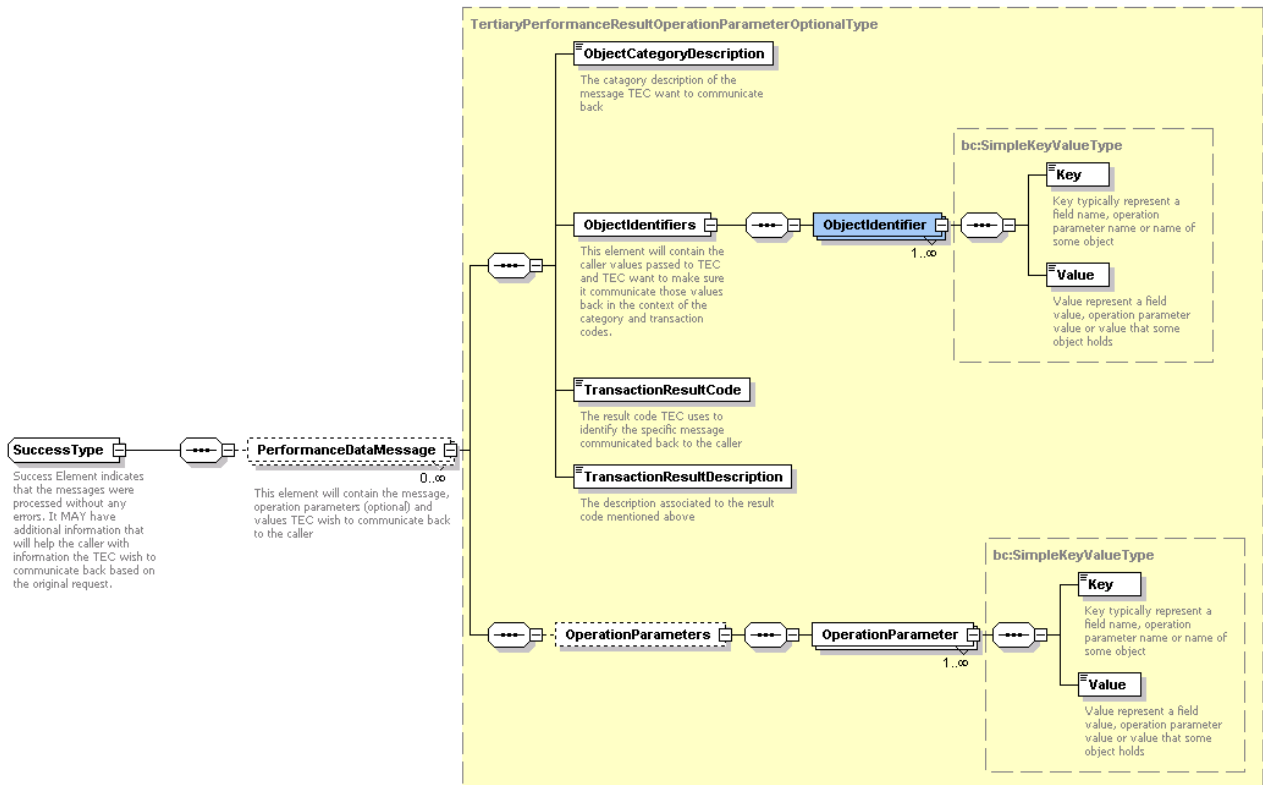 TertiaryPerformanceResultOperationParameterOptionalType
ObjectCategoryDescription
The catagory description of the
message TEC want to communicate
back
bc:SimpleKeyValueType
Key
Key typically represent a
field name, operation
parameter name or name of
some object
ObjectIdentifiers
ObjectIdentifier
1..∞
This element will contain the
caller values passed to TEC
and TEC want to make sure
it communicate those values
back in the context of the
category and transaction
codes.
Value
Value represent a field
value, operation parameter
value or value that some
object holds
TransactionResultCode
The result code TEC uses to
identify the specific message
communicated back to the caller
SuccessType
Success Element indicates
that the messages were
processed without any
errors. It MAY have
additional information that
will help the caller with
information the TEC wish to
communicate back based on
the original request.
PerformanceDataMessage
0..∞
This element will contain the message,
operation parameters (optional) and
values TEC wish to communicate back
to the caller
TransactionResultDescription
The description associated to the result
code mentioned above
bc:SimpleKeyValueType
Key
Key typically represent a
field name, operation
parameter name or name of
some object
OperationParameters
OperationParameter
1..∞
Value
Value represent a field
value, operation parameter
value or value that some
object holds